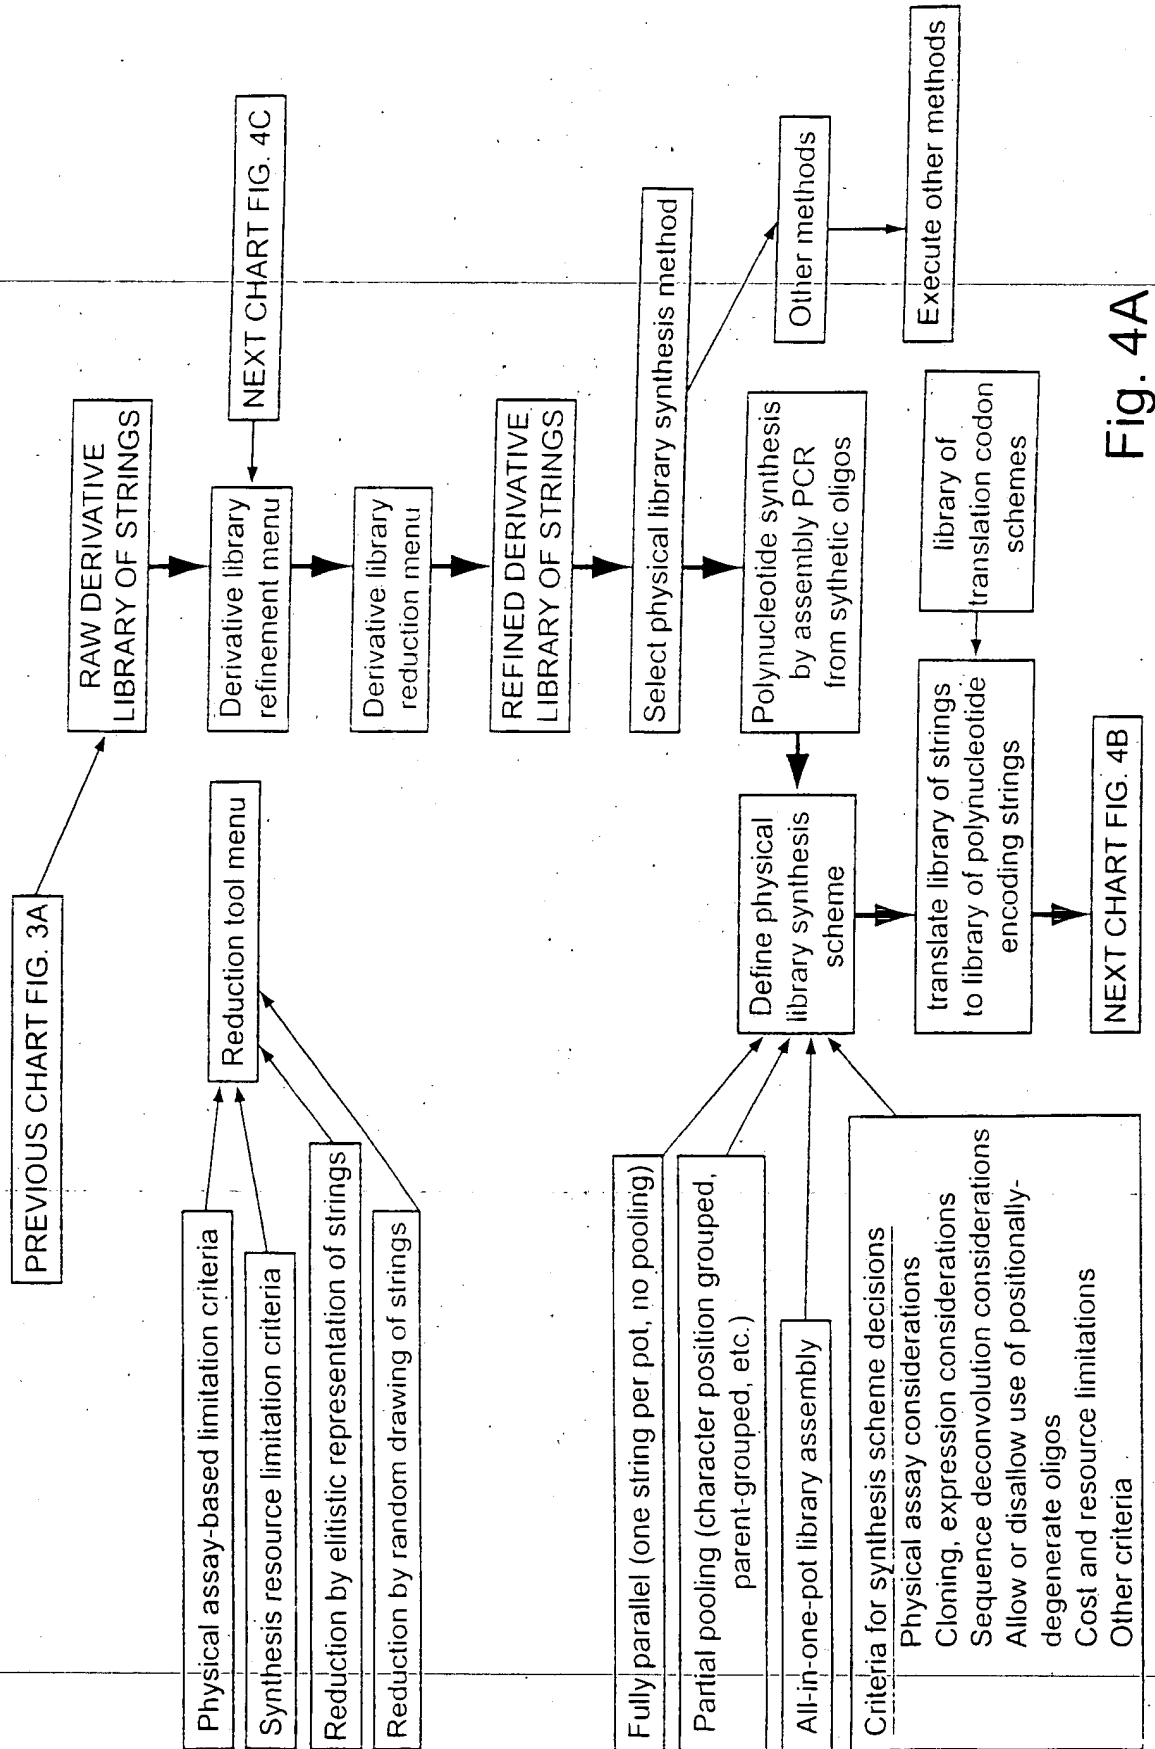 PREVIOUS CHART FIG. 3A
RAW DERIVATIVE
LIBRARY OF STRINGS
NEXT CHART FIG. 4C
Derivative library
refinement menu
Reduction tool menu
Physical assay-based limitation criteria
Synthesis resource limitation criteria
Reduction by elitistic representation of strings
Reduction by random drawing of strings
Derivative library
reduction menu
REFINED DERIVATIVE
LIBRARY OF STRINGS
Select physical library synthesis method
Other methods
Execute other methods
Polynucleotide synthesis
by assembly PCR
from sythetic oligos
Define physical
library synthesis
scheme
Fully parallel (one string per pot, no pooling)
Partial pooling (character position grouped,
parent-grouped, etc.)
All-in-one-pot library assembly
Criteria for synthesis scheme decisions
Physical assay considerations
Cloning, expression considerations
Sequence deconvolution considerations
Allow or disallow use of positionally-
degenerate oligos
Cost and resource limitations
Other criteria
library of
translation codon
schemes
translate library of strings
to library of polynucleotide
encoding strings
NEXT CHART FIG. 4B
Fig. 4A